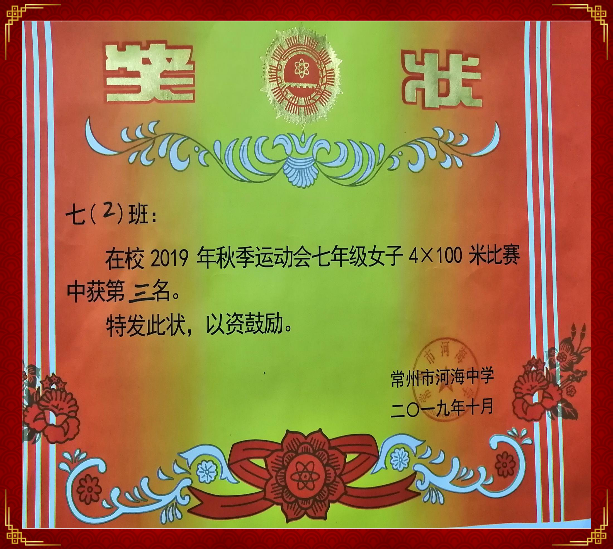 奖 状
七(2)班:
在校 2019 年秋季运动会七年级女子 4×100 米比赛
中获第三名。
特发此状，以资鼓励。
常州市河海中学
二〇一九年十月